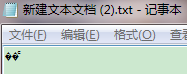 新建文本文档 (2).txt - 记事本
文件(F) 编辑(E) 格式(O) 查看
��ͨ